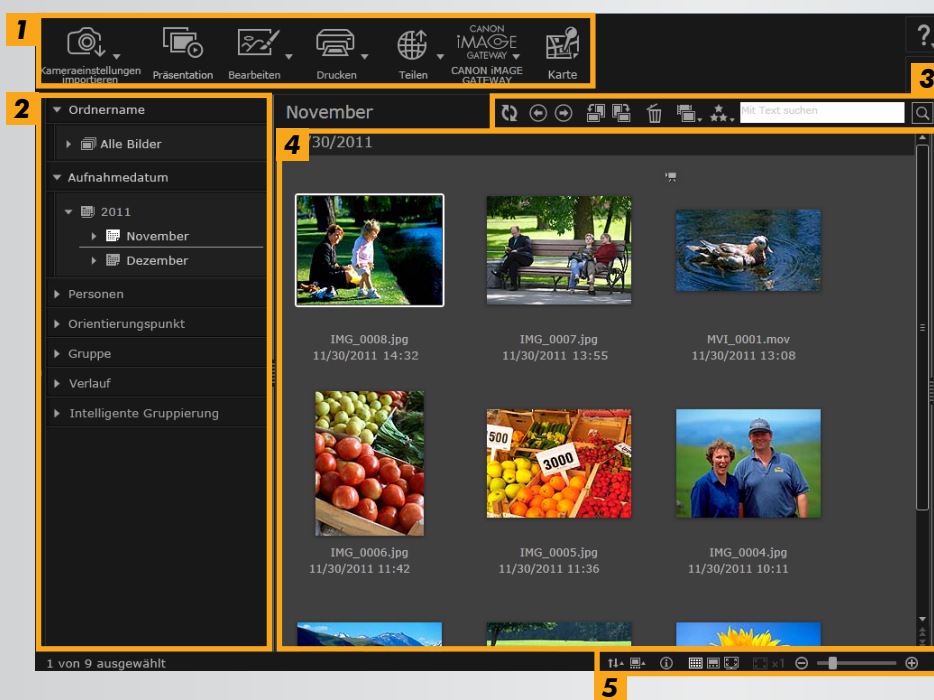 1
Kameraeinstellungen
importieren
Präsentation
Bearbeiten
Drucken
Teilen
CANON
iMAGE
GATEWAY
CANON iMAGE
GATEWAY
Karte
?
2
Ordnername
Alle Bilder
Aufnahmedatum
2011
November
Dezember
Personen
Orientierungspunkt
Gruppe
Verlauf
Intelligente Gruppierung
3
November
Mit Text suchen
4
/30/2011
IMG_0008.jpg
11/30/2011 14:32
IMG_0007.jpg
11/30/2011 13:55
MVI_0001.mov
11/30/2011 13:08
500
3000
IMG_0006.jpg
11/30/2011 11:42
IMG_0005.jpg
11/30/2011 11:36
IMG_0004.jpg
11/30/2011 10:11
1 von 9 ausgewählt
x1
5